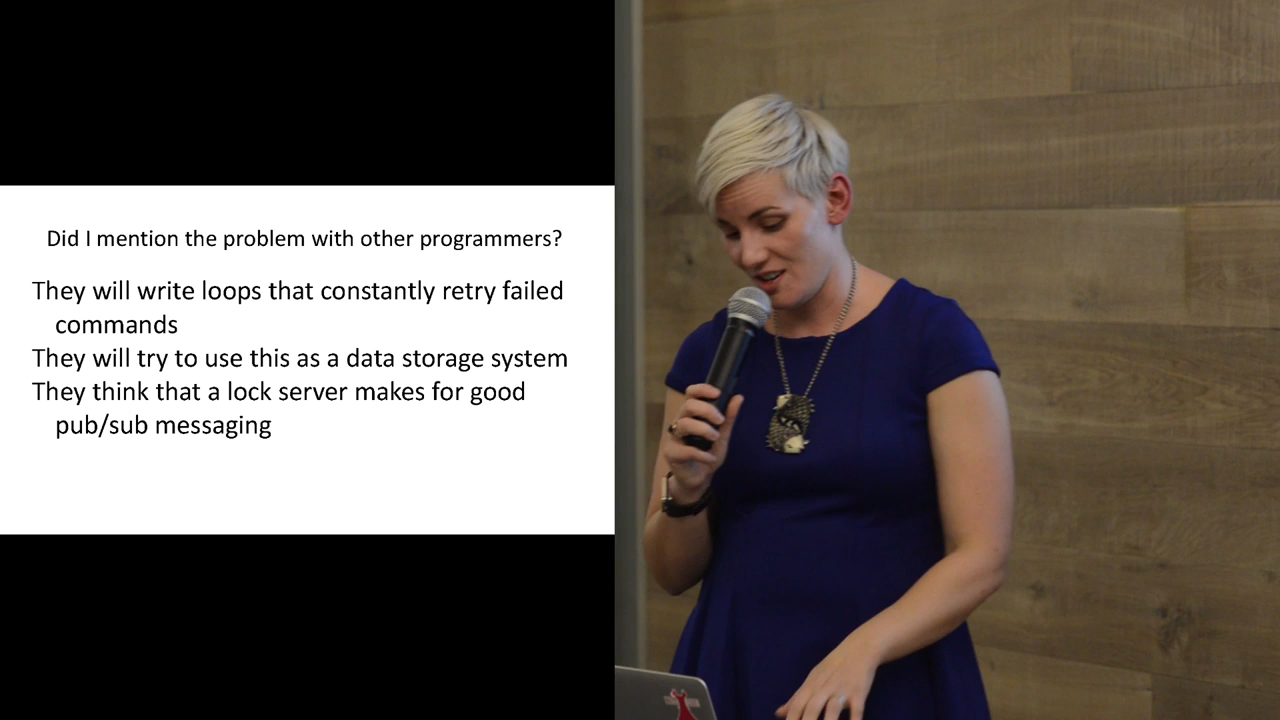 Did I mention the problem with other programmers?
They will write loops that constantly retry failed
commands
They will try to use this as a data storage system
They think that a lock server makes for good
pub/sub messaging